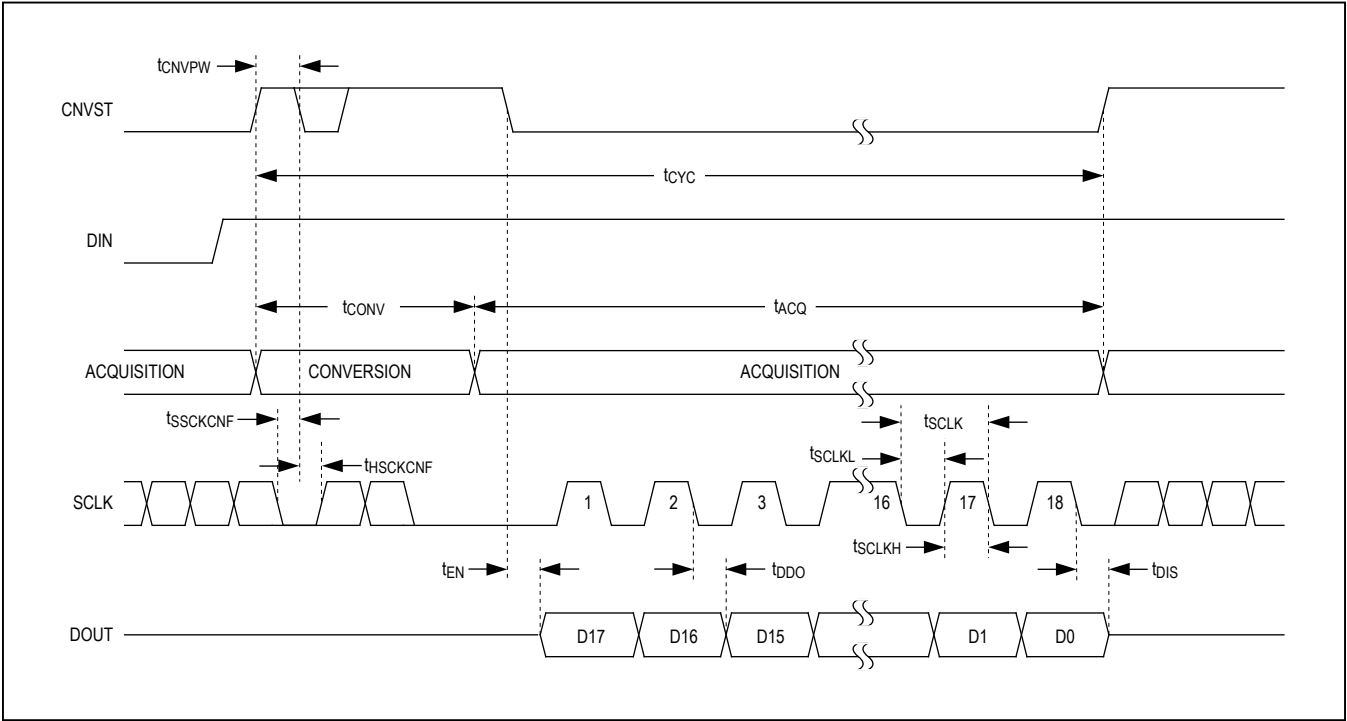 tCNVPW
CNVST
tCYC
DIN
tCONV
tACQ
ACQUISITION
CONVERSION
ACQUISITION
tSSCKCNF
tHSCKCNF
tSCLK
tSCLKL
SCLK
1
2
3
16
17
18
tSCLKH
tEN
tDDO
tDIS
DOUT
D17
D16
D15
D1
D0